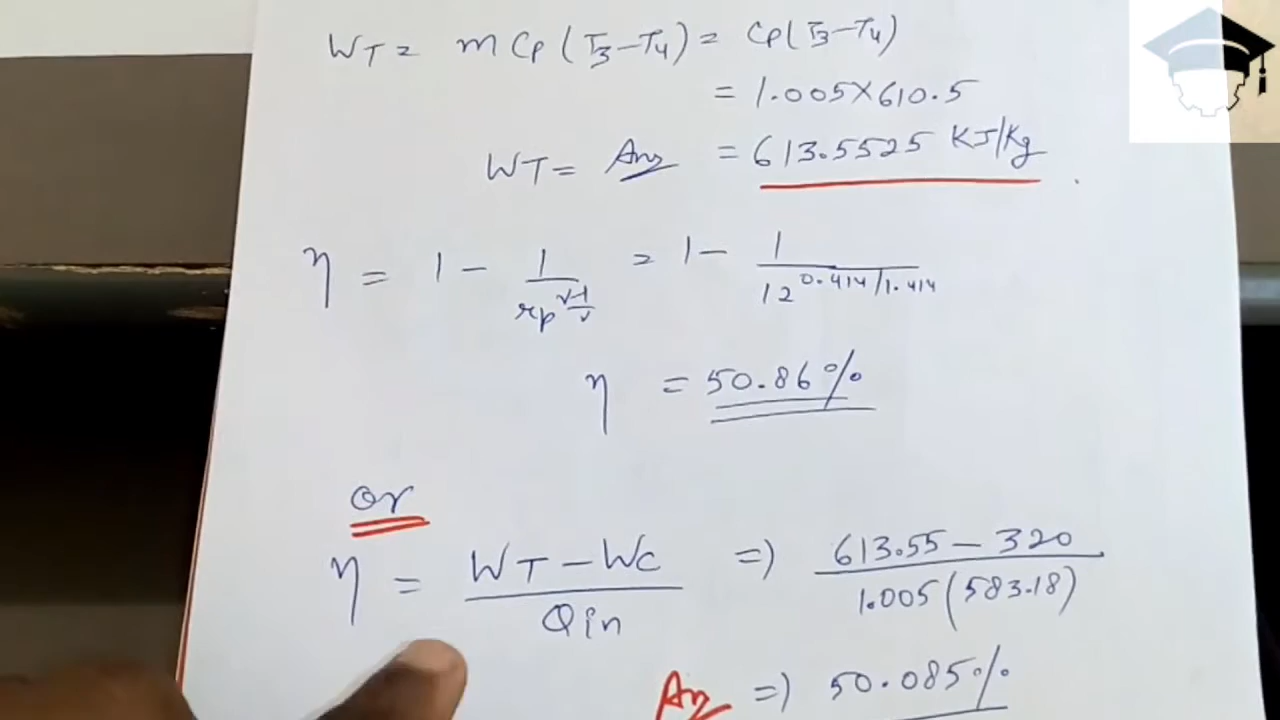 WT = m Cp (T3-T4) = Cp(T3-T4)
= 1.005×610.5
WT = Ans = 613.5525 KJ/Kg
η = 1 - 1/rp^(γ-1/γ) = 1 - 1/12^(0.414/1.414)
η = 50.86%
or
η = WT - Wc/Qin => 613.55 - 320/1.005(583.18)
Ans => 50.085%